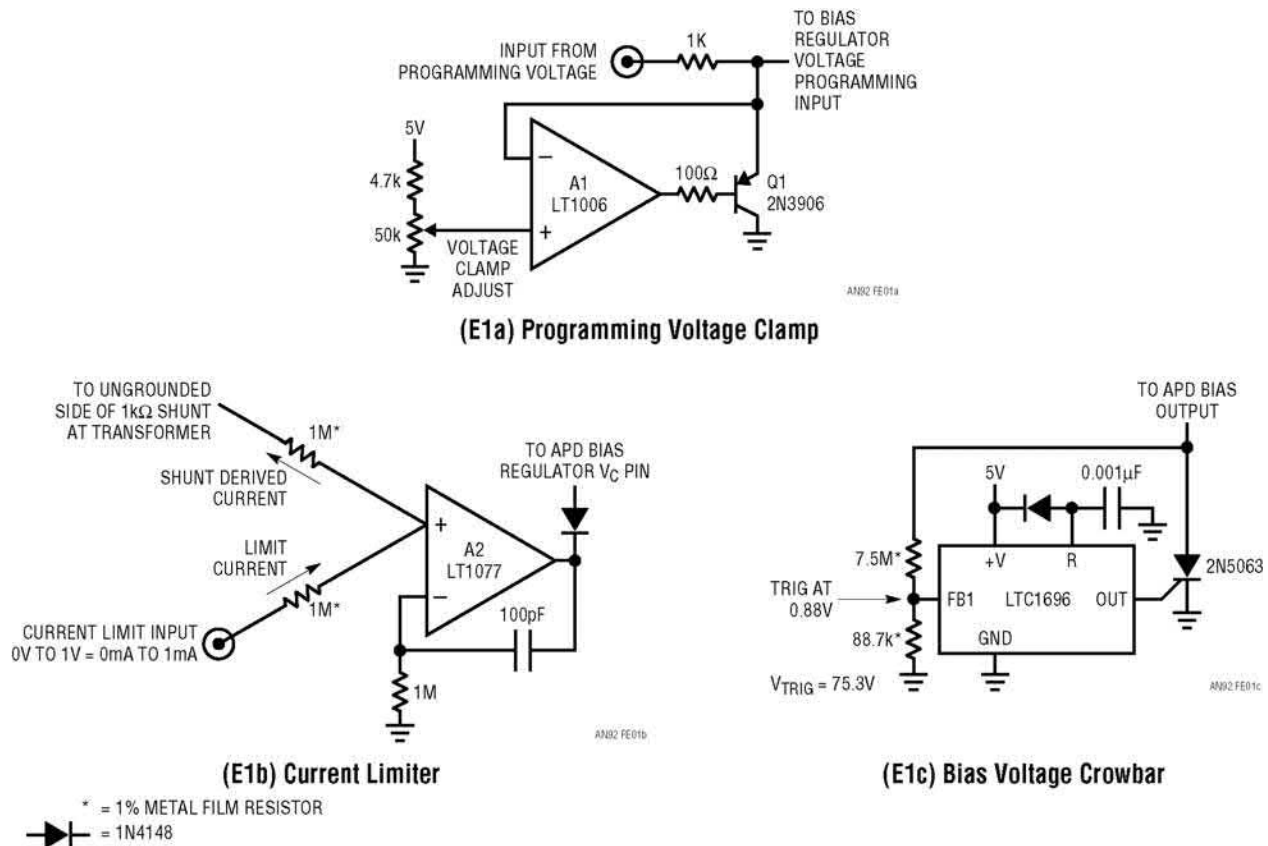 TO BIAS
REGULATOR
VOLTAGE
PROGRAMMING
INPUT
1K
INPUT FROM
PROGRAMMING VOLTAGE
5V
4.7k
50k
−
A1
LT1006
+
100Ω
Q1
2N3906
VOLTAGE
CLAMP
ADJUST
AN92 FE01a
(E1a) Programming Voltage Clamp
TO UNGROUNDED
SIDE OF 1kΩ SHUNT
AT TRANSFORMER
1M*
SHUNT DERIVED
CURRENT
LIMIT
CURRENT
1M*
CURRENT LIMIT INPUT
0V TO 1V = 0mA TO 1mA
TO APD BIAS
REGULATOR VC PIN
+
A2
LT1077
−
100pF
1M
AN92 FE01b
(E1b) Current Limiter
TO APD BIAS
OUTPUT
5V
0.001µF
7.5M*
+V
R
2N5063
TRIG AT
0.88V
FB1
LTC1696
OUT
88.7k*
GND
VTRIG = 75.3V
AN92 FE01c
(E1c) Bias Voltage Crowbar
* = 1% METAL FILM RESISTOR
= 1N4148